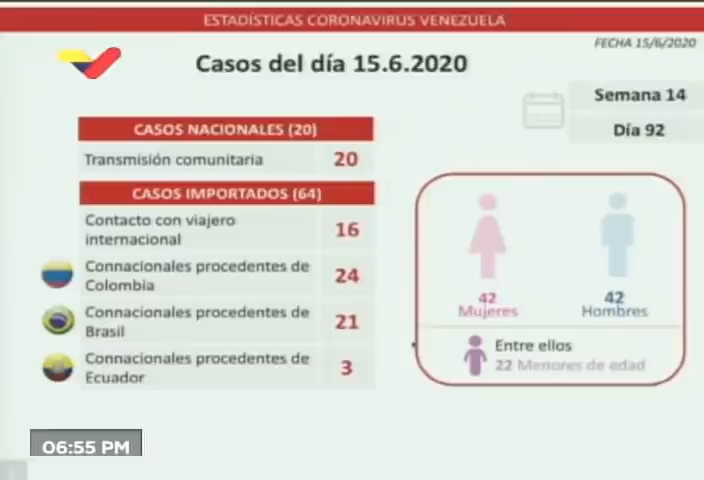 ESTADÍSTICAS CORONAVIRUS VENEZUELA
FECHA 15/6/2020
Casos del día 15.6.2020
Semana 14
Día 92
CASOS NACIONALES (20)
Transmisión comunitaria 20
CASOS IMPORTADOS (64)
Contacto con viajero
internacional
16
Connacionales procedentes de
Colombia
24
Connacionales procedentes de
Brasil
21
Connacionales procedentes de
Ecuador
3
42
Mujeres
42
Hombres
Entre ellos
22 Menores de edad
06:55 PM